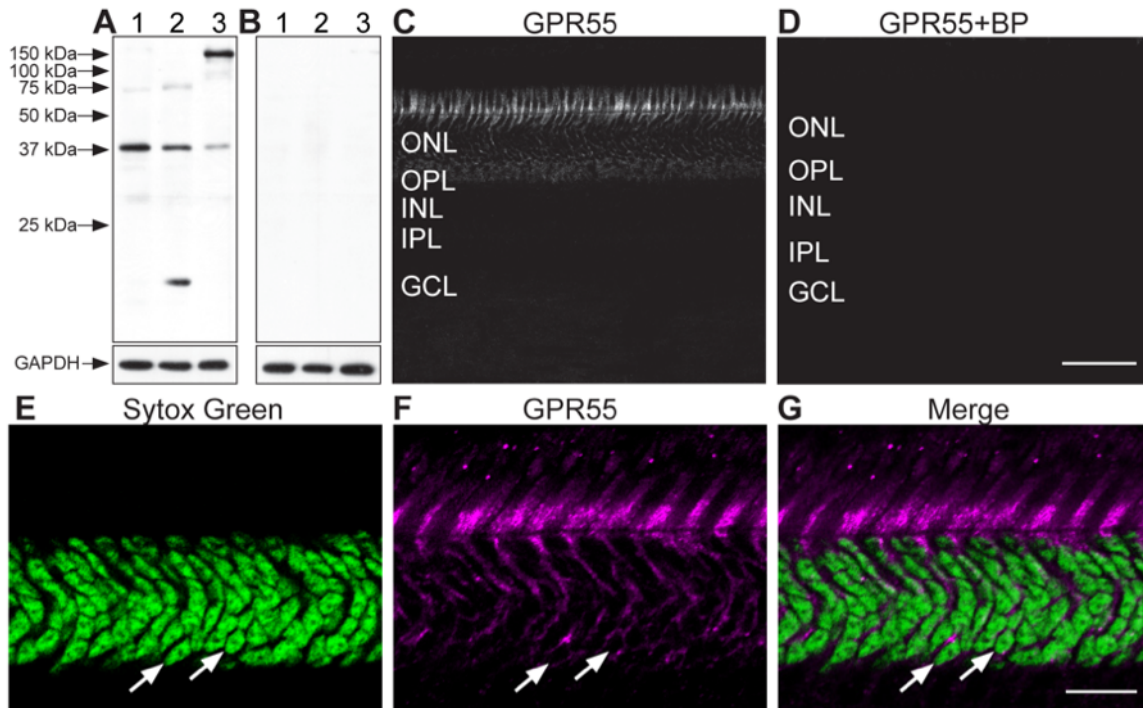 A 1 2 3
150 kDa
100 kDa
75 kDa
50 kDa
37 kDa
25 kDa
GAPDH
B 1 2 3
C GPR55
ONL
OPL
INL
IPL
GCL
D GPR55+BP
ONL
OPL
INL
IPL
GCL
E Sytox Green
F GPR55
G Merge